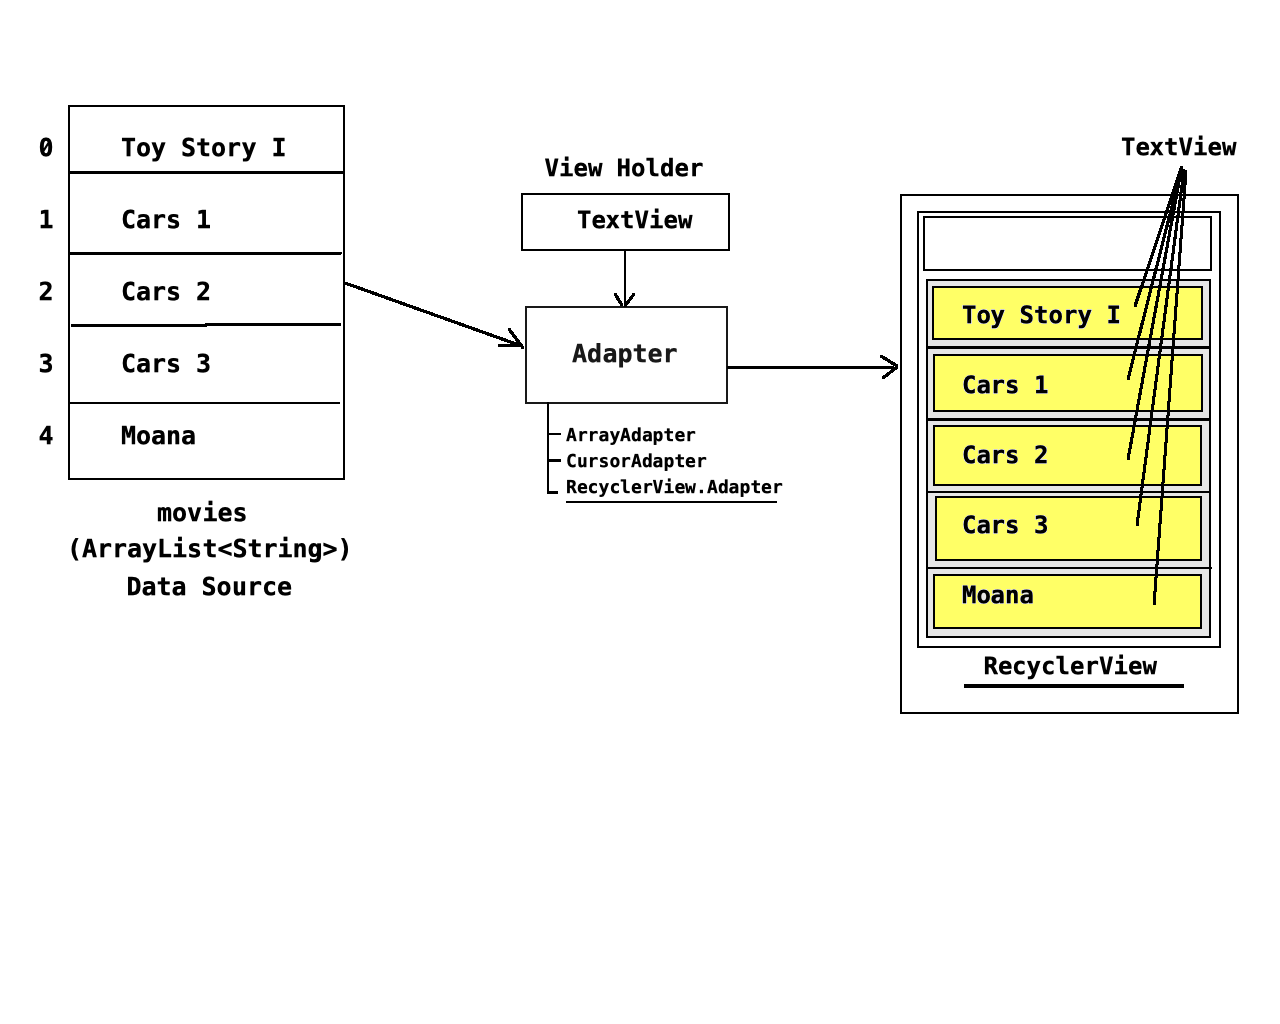 0 Toy Story I
1 Cars 1
2 Cars 2
3 Cars 3
4 Moana
movies
(ArrayList<String>)
Data Source
View Holder
TextView
Adapter
ArrayAdapter
CursorAdapter
RecyclerView.Adapter
TextView
Toy Story I
Cars 1
Cars 2
Cars 3
Moana
RecyclerView